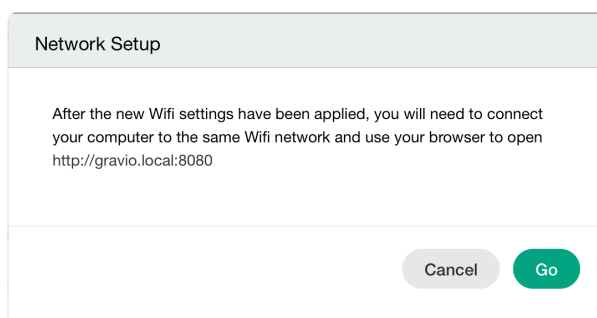 Network Setup
After the new Wifi settings have been applied, you will need to connect
your computer to the same Wifi network and use your browser to open
http://gravio.local:8080
Cancel
Go